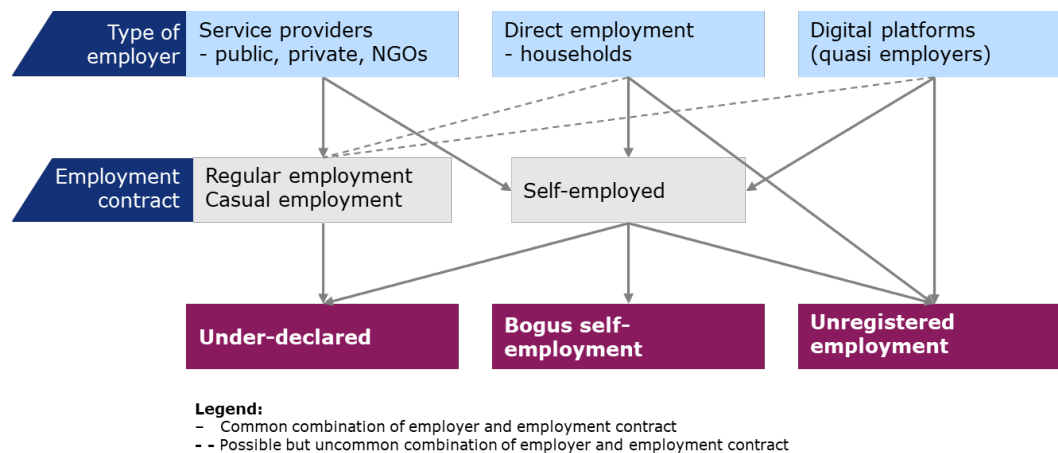 Type of
employer
Service providers
- public, private, NGOs
Direct employment
- households
Digital platforms
(quasi employers)
Employment
contract
Regular employment
Casual employment
Self-employed
Under-declared
Bogus self-
employment
Unregistered
employment
Legend:
– Common combination of employer and employment contract
- - Possible but uncommon combination of employer and employment contract